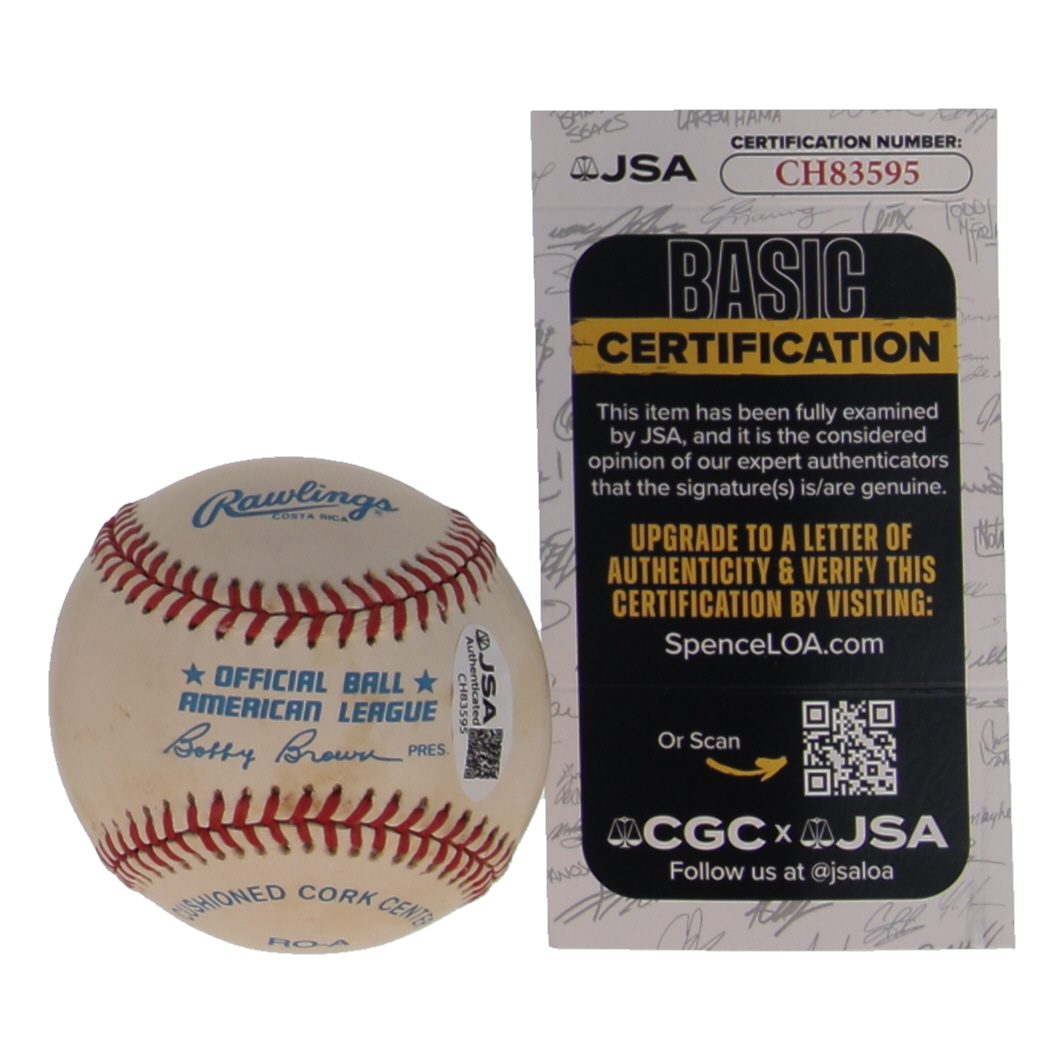 Rawlings
COSTA RICA
★ OFFICIAL BALL ★
AMERICAN LEAGUE
Bobby Brown PRES.
CUSHIONED CORK CENTER
RO-A
JSA
Authenticated
CH83595
LARRY HAMA
JSA
CERTIFICATION NUMBER:
CH83595
BASIC
CERTIFICATION
This item has been fully examined
by JSA, and it is the considered
opinion of our expert authenticators
that the signature(s) is/are genuine.
UPGRADE TO A LETTER OF
AUTHENTICITY & VERIFY THIS
CERTIFICATION BY VISITING:
SpenceLOA.com
Or Scan
CGC x JSA
Follow us at @jsaloa